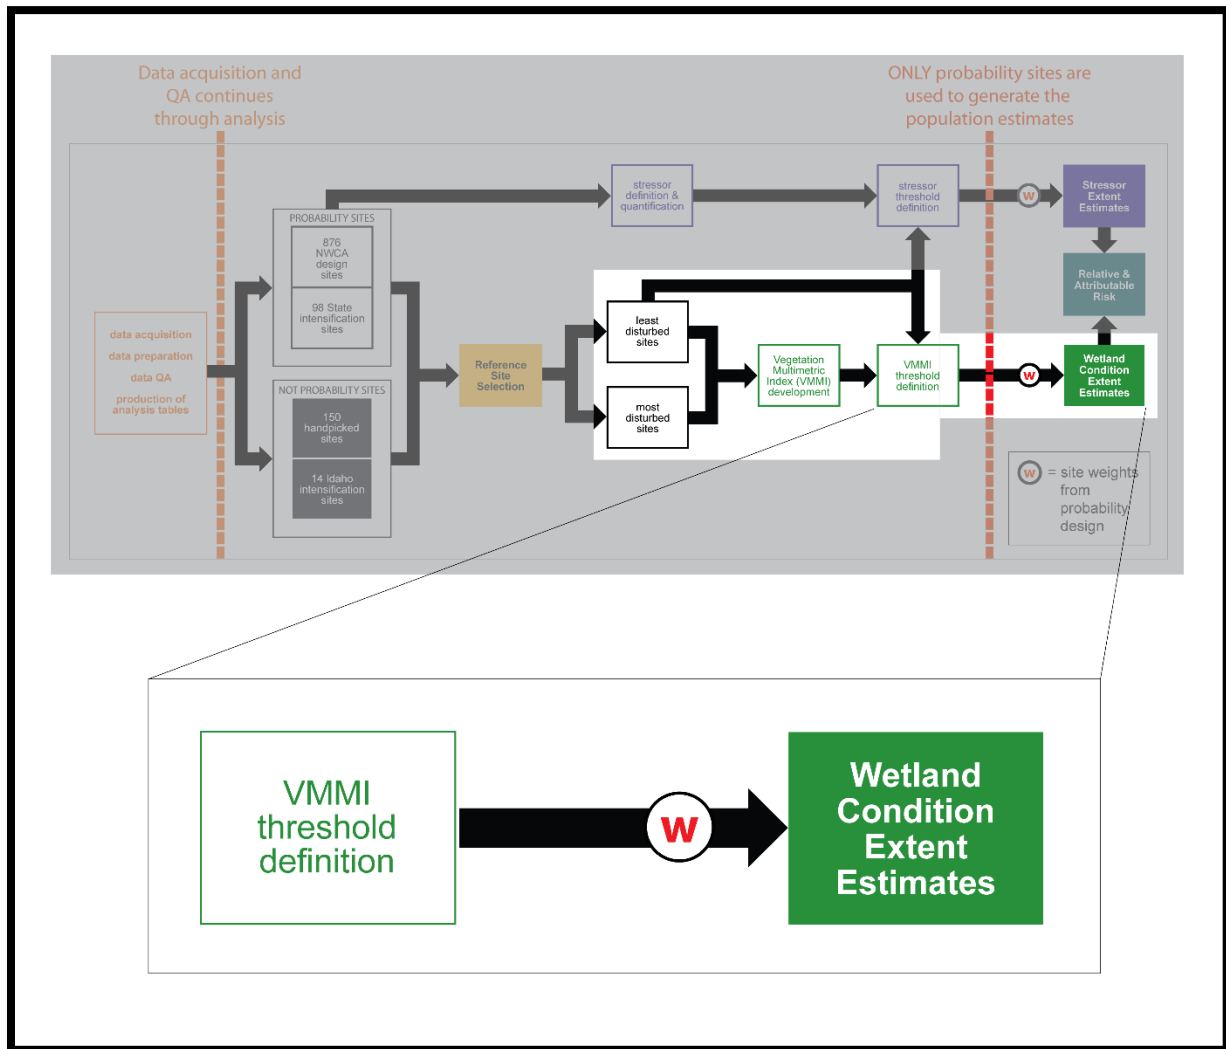 Data acquisition and
QA continues
through analysis
ONLY probability sites are
used to generate the
population estimates
PROBABILITY SITES
876
NWCA
design
sites
98 State
intensification
sites
NOT PROBABILITY SITES
150
handpicked
sites
14 Idaho
intensification
sites
data acquisition
data preparation
data QA
production of
analysis tables
Reference
Site
Selection
stressor
definition &
quantification
stressor
threshold
definition
w
Stressor
Extent
Estimates
Relative &
Attributable
Risk
least
disturbed
sites
most
disturbed
sites
Vegetation
Multimetric
Index (VMMI)
development
VMMI
threshold
definition
w
Wetland
Condition
Extent
Estimates
w = site weights
from
probability
design
VMMI
threshold
definition
w
Wetland
Condition
Extent
Estimates